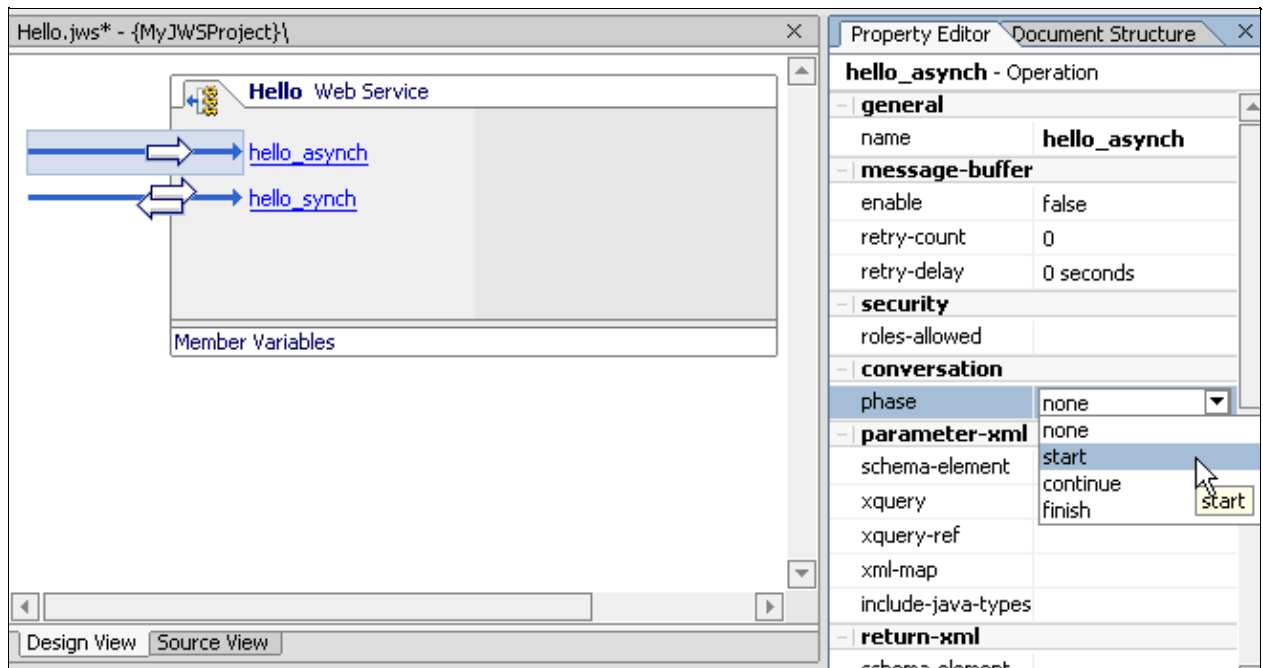 Hello.jws* - {MyJWSProject}\
Hello Web Service
hello_asynch
hello_synch
Member Variables
Design View Source View
Property Editor Document Structure
hello_asynch - Operation
general
name hello_asynch
message-buffer
enable false
retry-count 0
retry-delay 0 seconds
security
roles-allowed
conversation
phase none
none
parameter-xml
start
schema-element
continue
start
xquery
finish
xquery-ref
xml-map
include-java-types
return-xml
schema-element